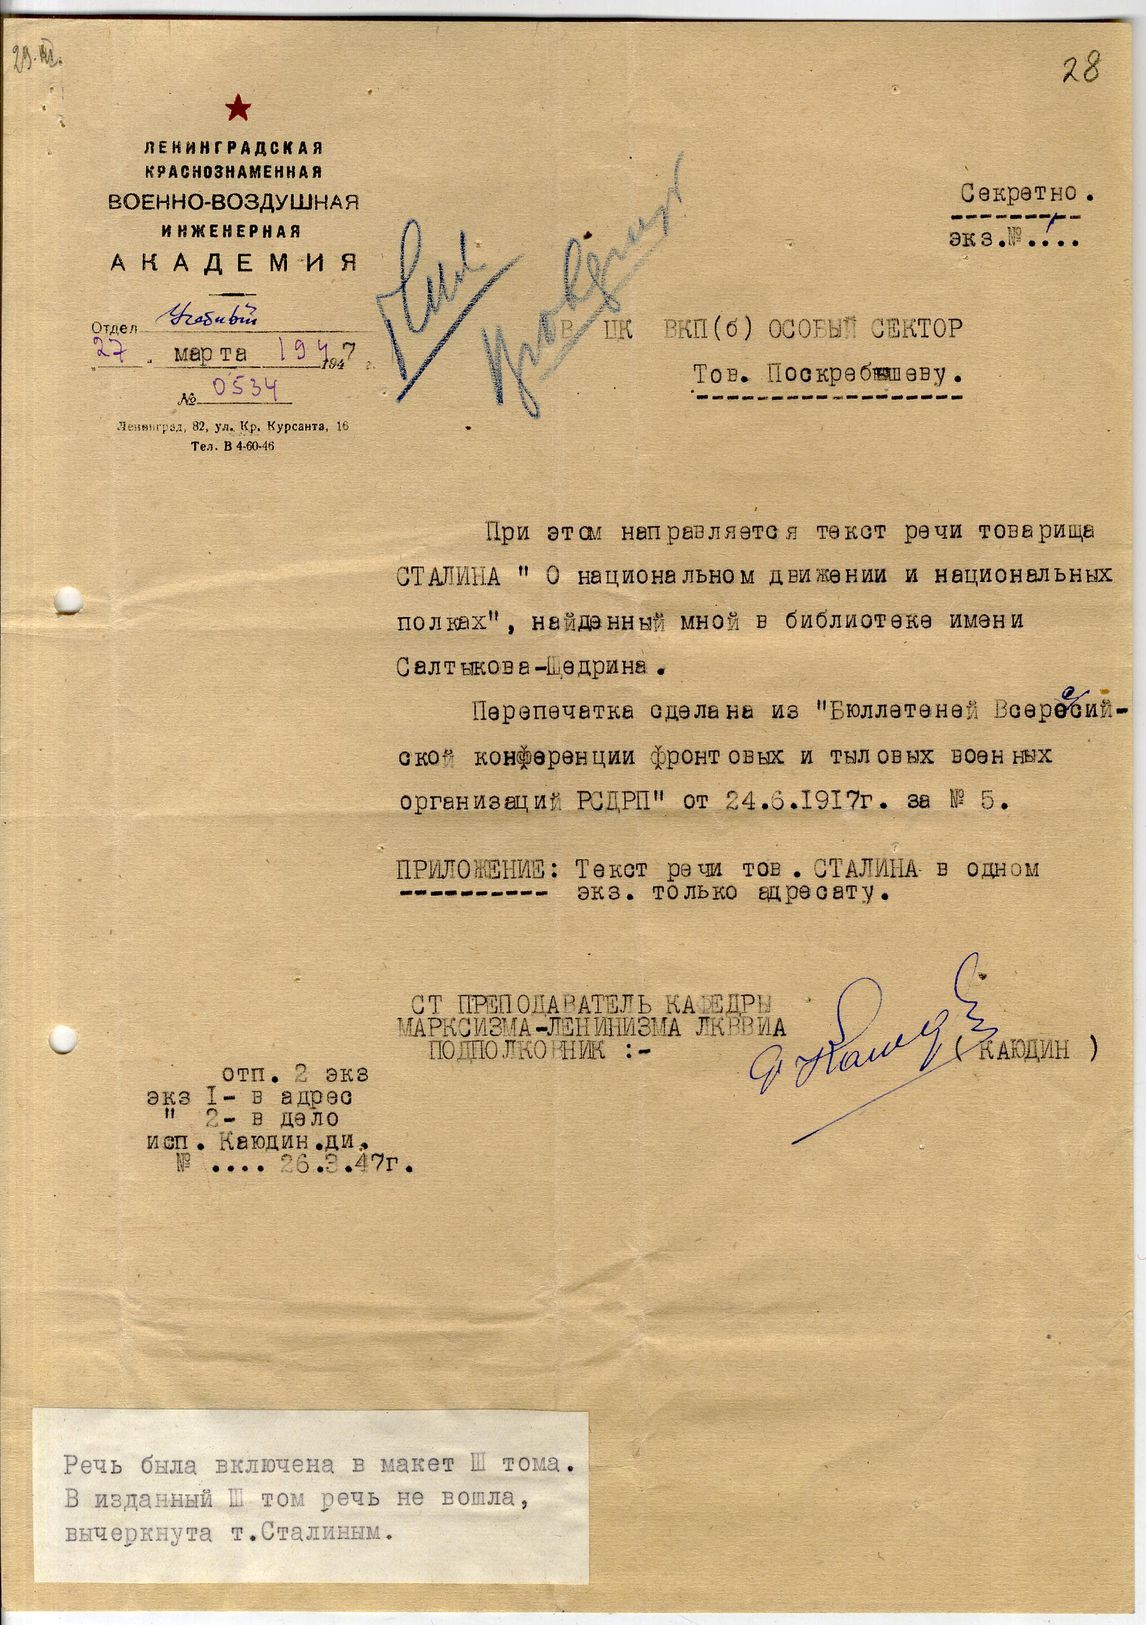 29.VI.
28
ЛЕНИНГРАДСКАЯ
КРАСНОЗНАМЕННАЯ
ВОЕННО-ВОЗДУШНАЯ
ИНЖЕНЕРНАЯ
АКАДЕМИЯ
Отдел Учебный
27 " марта 1947 1947 г.
№ 0534
Ленинград, 82, ул. Кр. Курсанта, 16
Тел. В 4-60-46
Секретно.
экз.№ 1....
В ЦК ВКП(б) ОСОБЫЙ СЕКТОР
Тов. Поскребышеву.
При этом направляется текст речи товарища
СТАЛИНА " О национальном движении и национальных
полках", найденный мной в библиотеке имени
Салтыкова-Щедрина.
Перепечатка сделана из "Бюллетеней Всероссий-
ской конференции фронтовых и тыловых военных
организаций РСДРП" от 24.6.1917г. за № 5.
ПРИЛОЖЕНИЕ: Текст речи тов. СТАЛИНА в одном
экз. только адресату.
СТ ПРЕПОДАВАТЕЛЬ КАФЕДРЫ
МАРКСИЗМА-ЛЕНИНИЗМА ЛКВВИА
ПОДПОЛКОВНИК :-
( КАЮДИН )
отп. 2 экз
экз I- в адрес
" 2- в дело
исп. Каюдин.ди.
№ .... 26.3.47г.
Речь была включена в макет Ш тома.
В изданный Ш том речь не вошла,
вычеркнута т.Сталиным.